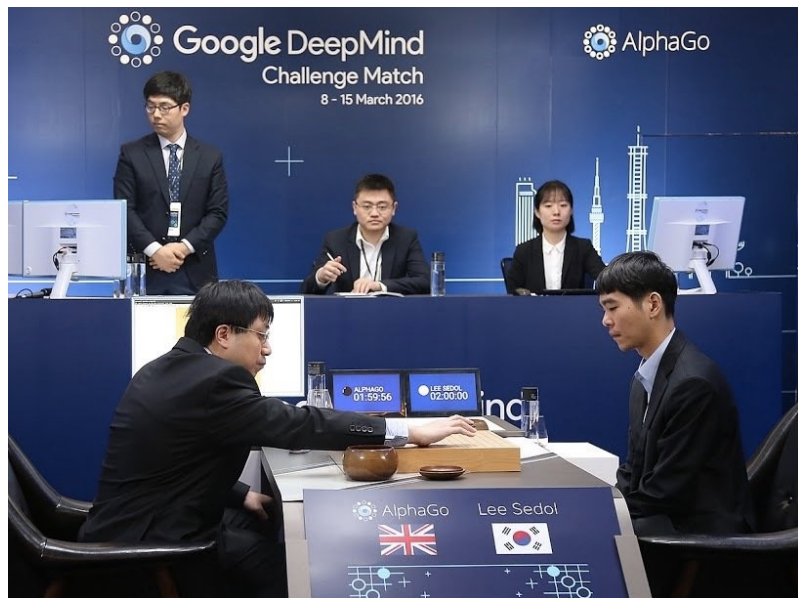 Google DeepMind
Challenge Match
8 - 15 March 2016
AlphaGo
ALPHAGO
01:59:56
LEE SEDOL
02:00:00
AlphaGo
Lee Sedol